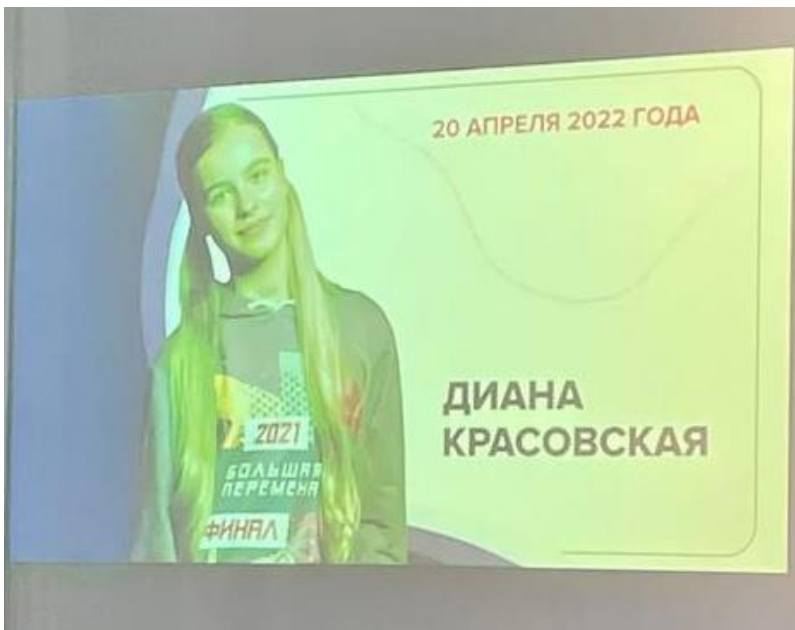 20 АПРЕЛЯ 2022 ГОДА
ДИАНА
КРАСОВСКАЯ
2021
БОЛЬШАЯ
ПЕРЕМЕНА
ФИНАЛ